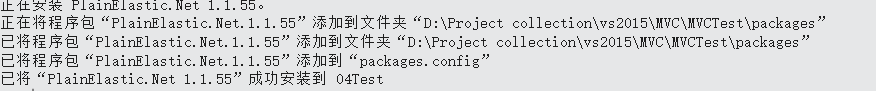 正在安装 PlainElastic.Net 1.1.55。
正在将程序包“PlainElastic.Net.1.1.55”添加到文件夹“D:\Project collection\vs2015\MVC\MVCTest\packages”
已将程序包“PlainElastic.Net.1.1.55”添加到文件夹“D:\Project collection\vs2015\MVC\MVCTest\packages”
已将程序包“PlainElastic.Net.1.1.55”添加到“packages.config”
已将“PlainElastic.Net 1.1.55”成功安装到 04Test